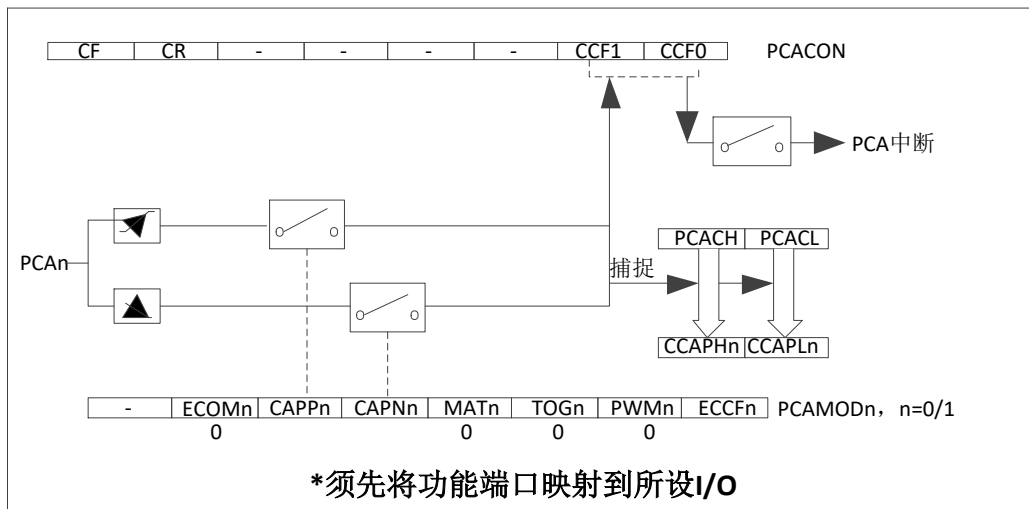 CF CR - - - - CCF1 CCF0 PCACON
PCA中断
PCACH PCACL
PCAn
捕捉
CCAPHn CCAPLn
- ECOMn CAPPn CAPNn MATn TOGn PWMn ECCFn PCAMODn，n=0/1
0 0 0 0
*须先将功能端口映射到所设I/O